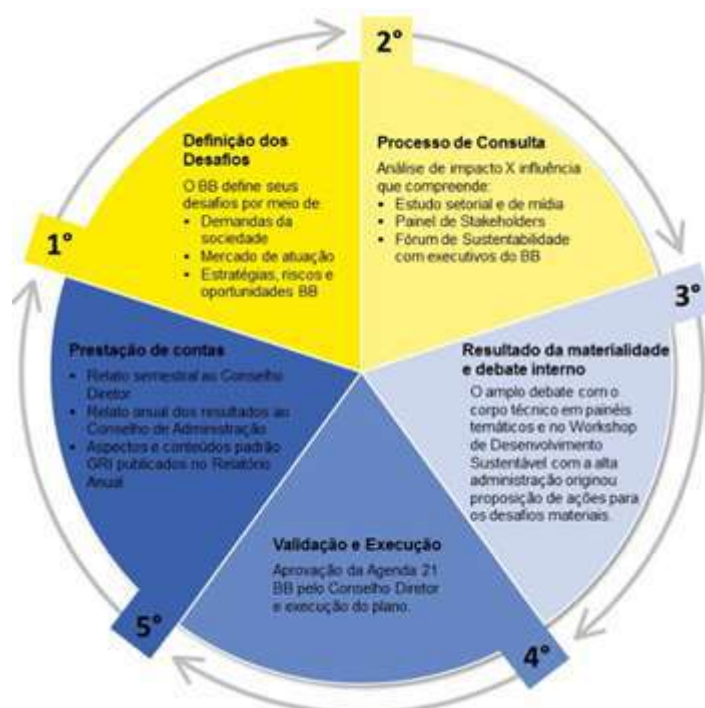 1°
Definição dos
Desafios
O BB define seus
desafios por meio de:
• Demandas da
sociedade
• Mercado de atuação
• Estratégias, riscos e
oportunidades BB
2°
Processo de Consulta
Análise de impacto X influência
que compreende:
• Estudo setorial e de mídia
• Painel de Stakeholders
• Fórum de Sustentabilidade
com executivos do BB
3°
Resultado da materialidade
e debate interno
O amplo debate com o
corpo técnico em painéis
temáticos e no Workshop
de Desenvolvimento
Sustentável com a alta
administração originou
proposição de ações para
os desafios materiais.
4°
Validação e Execução
Aprovação da Agenda 21
BB pelo Conselho Diretor
e execução do plano.
5°
Prestação de contas
• Relato semestral ao Conselho
Diretor
• Relato anual dos resultados ao
Conselho de Administração
• Aspectos e conteúdos padrão
GRI publicados no Relatório
Anual